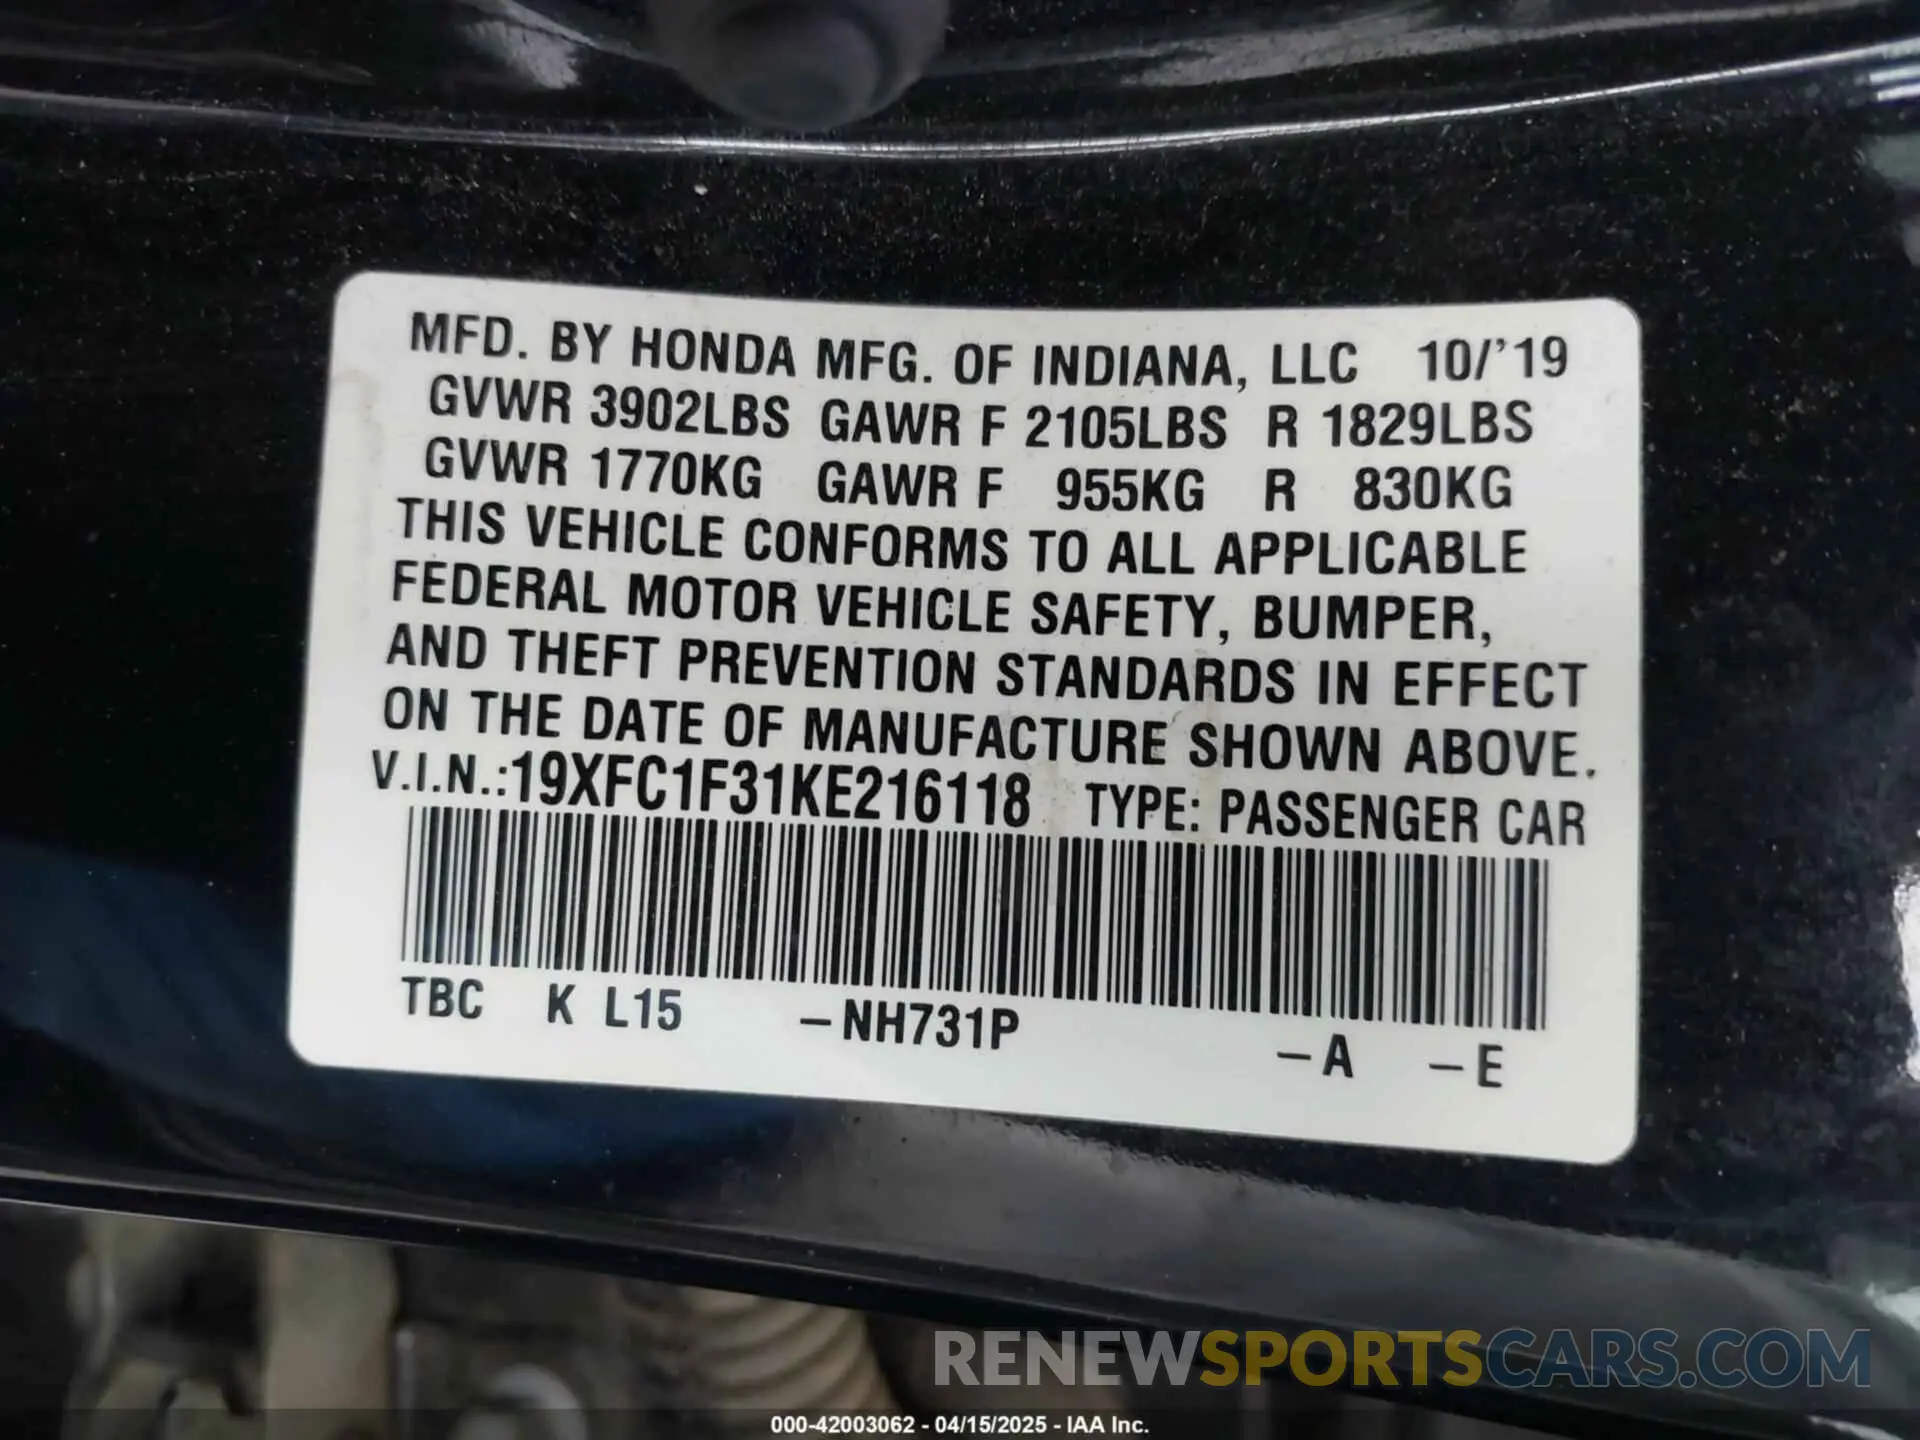 MFD. BY HONDA MFG. OF INDIANA, LLC 10/'19
GVWR 3902LBS GAWR F 2105LBS R 1829LBS
GVWR 1770KG GAWR F 955KG R 830KG
THIS VEHICLE CONFORMS TO ALL APPLICABLE
FEDERAL MOTOR VEHICLE SAFETY, BUMPER,
AND THEFT PREVENTION STANDARDS IN EFFECT
ON THE DATE OF MANUFACTURE SHOWN ABOVE.
V.I.N.:19XFC1F31KE216118 TYPE: PASSENGER CAR
TBC K L15 –NH731P –A –E
RENEWSPORTSCARS.COM
000-42003062 - 04/15/2025 - IAA Inc.